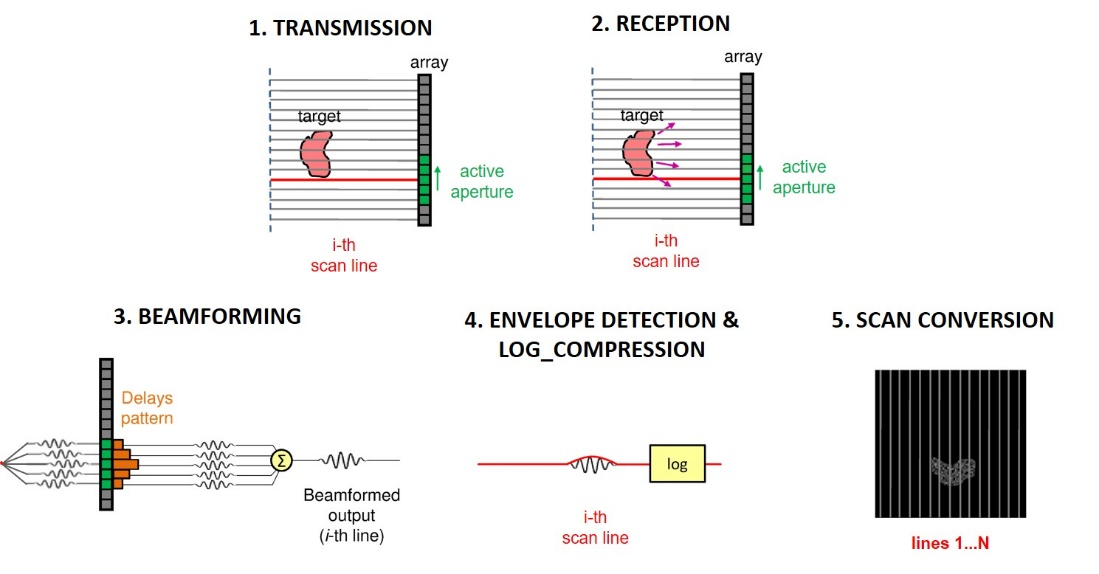 1. TRANSMISSION
array
target
active
aperture
i-th
scan line
2. RECEPTION
array
target
active
aperture
i-th
scan line
3. BEAMFORMING
Delays
pattern
Σ
Beamformed
output
(i-th line)
4. ENVELOPE DETECTION &
LOG_COMPRESSION
log
i-th
scan line
5. SCAN CONVERSION
lines 1...N